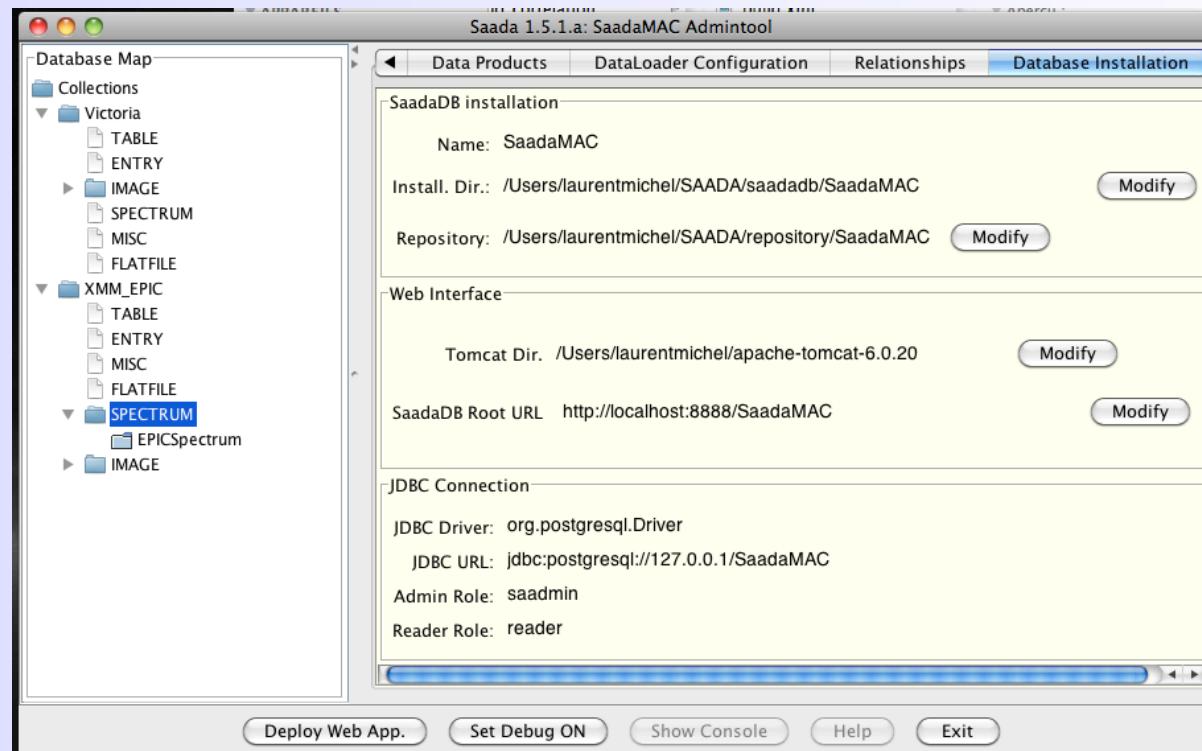 Saada 1.5.1.a: SaadaMAC Admintool
Database Map
Collections
Victoria
TABLE
ENTRY
IMAGE
SPECTRUM
MISC
FLATFILE
XMM_EPIC
TABLE
ENTRY
MISC
FLATFILE
SPECTRUM
EPICSpectrum
IMAGE
Data Products DataLoader Configuration Relationships Database Installation
SaadaDB installation
Name: SaadaMAC
Install. Dir.: /Users/laurentmichel/SAADA/saadadb/SaadaMAC Modify
Repository: /Users/laurentmichel/SAADA/repository/SaadaMAC Modify
Web Interface
Tomcat Dir. /Users/laurentmichel/apache-tomcat-6.0.20 Modify
SaadaDB Root URL http://localhost:8888/SaadaMAC Modify
JDBC Connection
JDBC Driver: org.postgresql.Driver
JDBC URL: jdbc:postgresql://127.0.0.1/SaadaMAC
Admin Role: saadmin
Reader Role: reader
Deploy Web App. Set Debug ON Show Console Help Exit